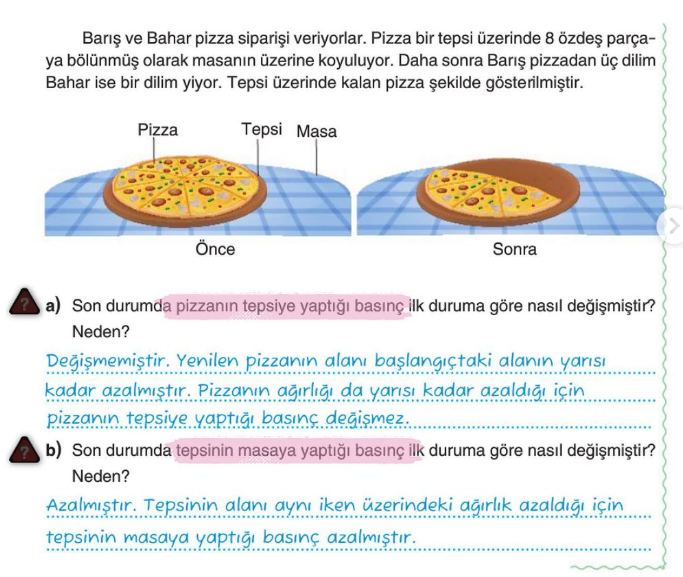 Barış ve Bahar pizza siparişi veriyorlar. Pizza bir tepsi üzerinde 8 özdeş parça-
ya bölünmüş olarak masanın üzerine koyuluyor. Daha sonra Barış pizzadan üç dilim
Bahar ise bir dilim yiyor. Tepsi üzerinde kalan pizza şekilde gösterilmiştir.
Pizza Tepsi Masa
Önce Sonra
? a) Son durumda pizzanın tepsiye yaptığı basınç ilk duruma göre nasıl değişmiştir?
Neden?
Değişmemiştir. Yenilen pizzanın alanı başlangıçtaki alanın yarısı
kadar azalmıştır. Pizzanın ağırlığı da yarısı kadar azaldığı için
pizzanın tepsiye yaptığı basınç değişmez.
? b) Son durumda tepsinin masaya yaptığı basınç ilk duruma göre nasıl değişmiştir?
Neden?
Azalmıştır. Tepsinin alanı aynı iken üzerindeki ağırlık azaldığı için
tepsinin masaya yaptığı basınç azalmıştır.